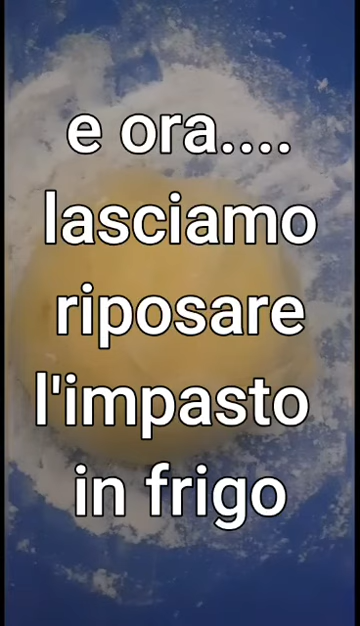 e ora....
lasciamo
riposare
l'impasto
in frigo